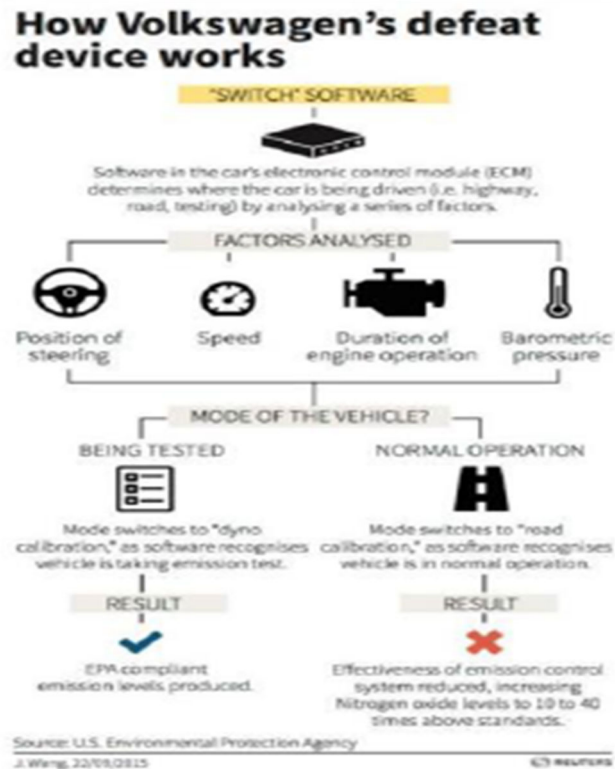 How Volkswagen's defeat
device works
"SWITCH" SOFTWARE
Software in the car's electronic control module (ECM)
determines where the car is being driven (i.e. highway,
road, testing) by analysing a series of factors.
FACTORS ANALYSED
Position of
steering
Speed
Duration of
engine operation
Barometric
pressure
MODE OF THE VEHICLE?
BEING TESTED
Mode switches to "dyno
calibration," as software recognises
vehicle is taking emission test.
RESULT
EPA compliant
emission levels produced.
NORMAL OPERATION
Mode switches to "road
calibration," as software recognises
vehicle is in normal operation.
RESULT
Effectiveness of emission control
system reduced, increasing
Nitrogen oxide levels to 10 to 40
times above standards.
Source: U.S. Environmental Protection Agency
J. Wang, 22/09/2015
REUTERS